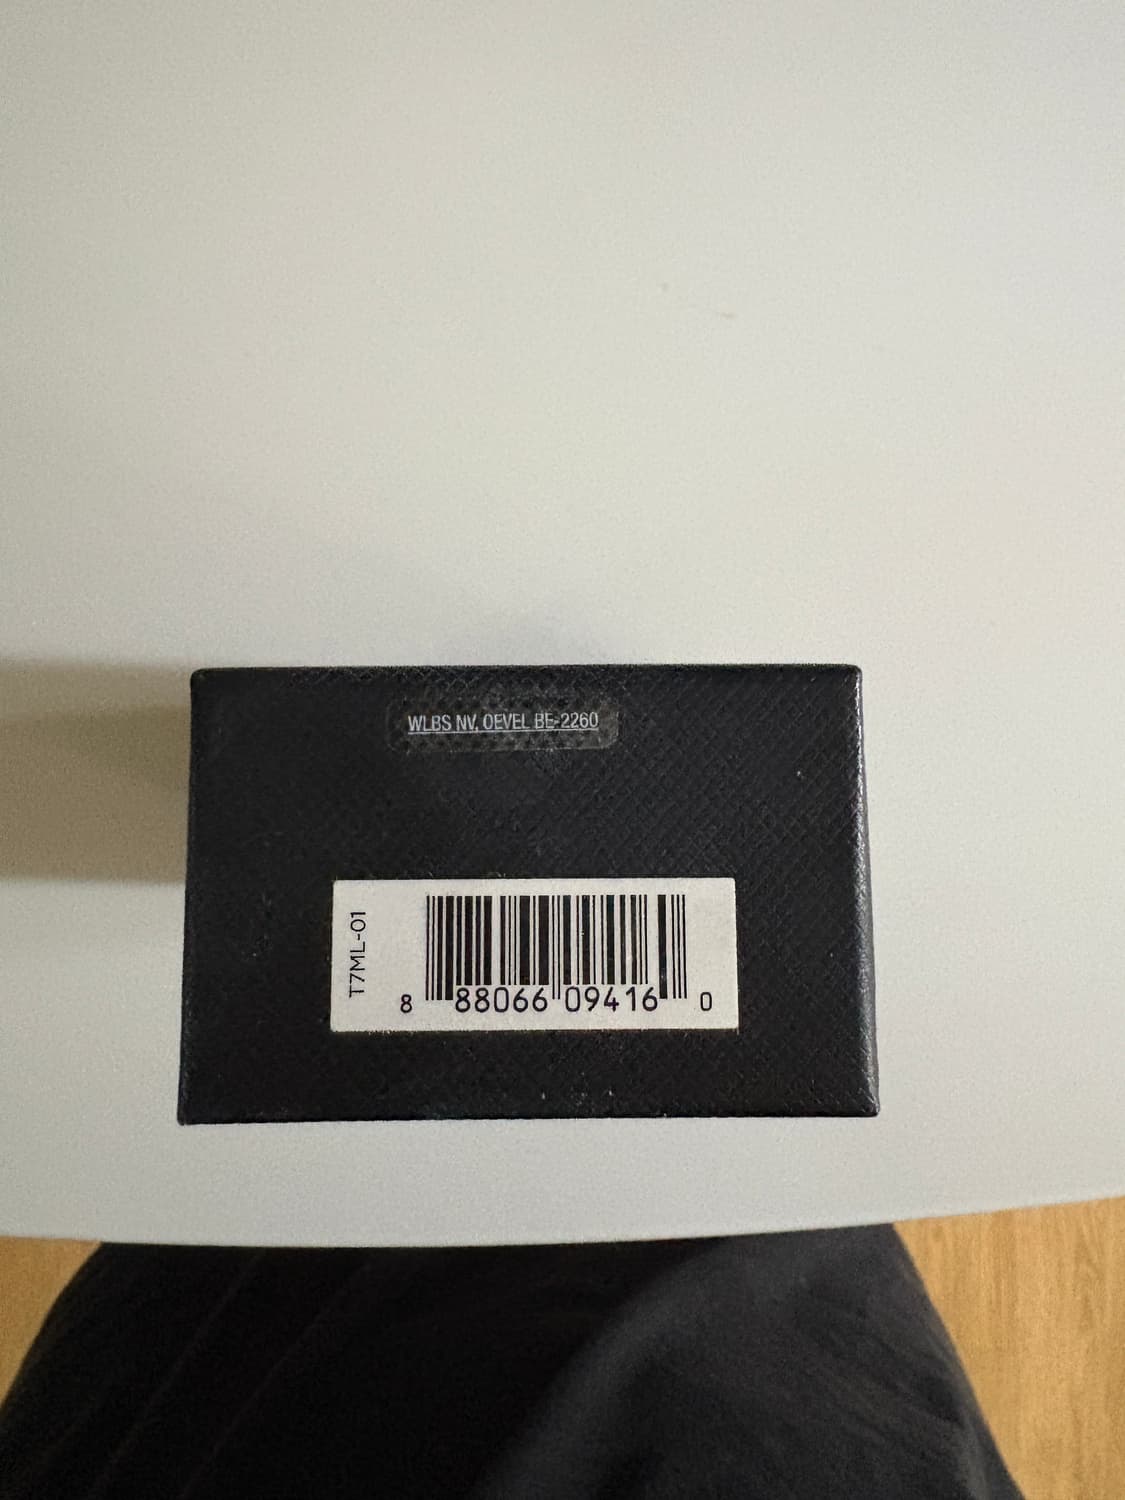 WLBS NV, OEVEL BE-2260
T7ML-01
8 88066 09416 0